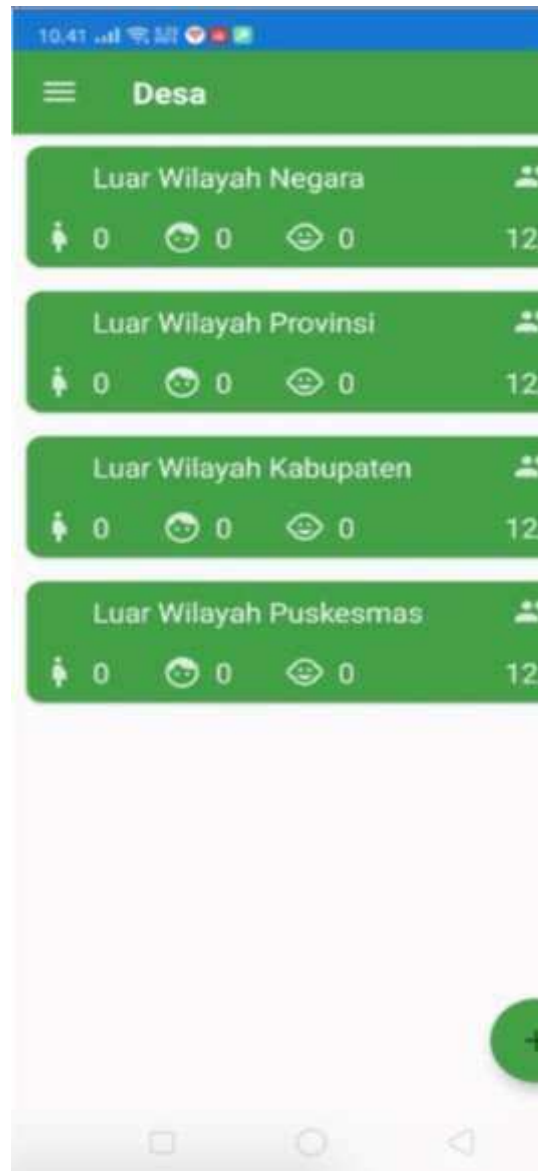 10.41
Desa
Luar Wilayah Negara
0 0 0 12
Luar Wilayah Provinsi
0 0 0 12
Luar Wilayah Kabupaten
0 0 0 12
Luar Wilayah Puskesmas
0 0 0 12